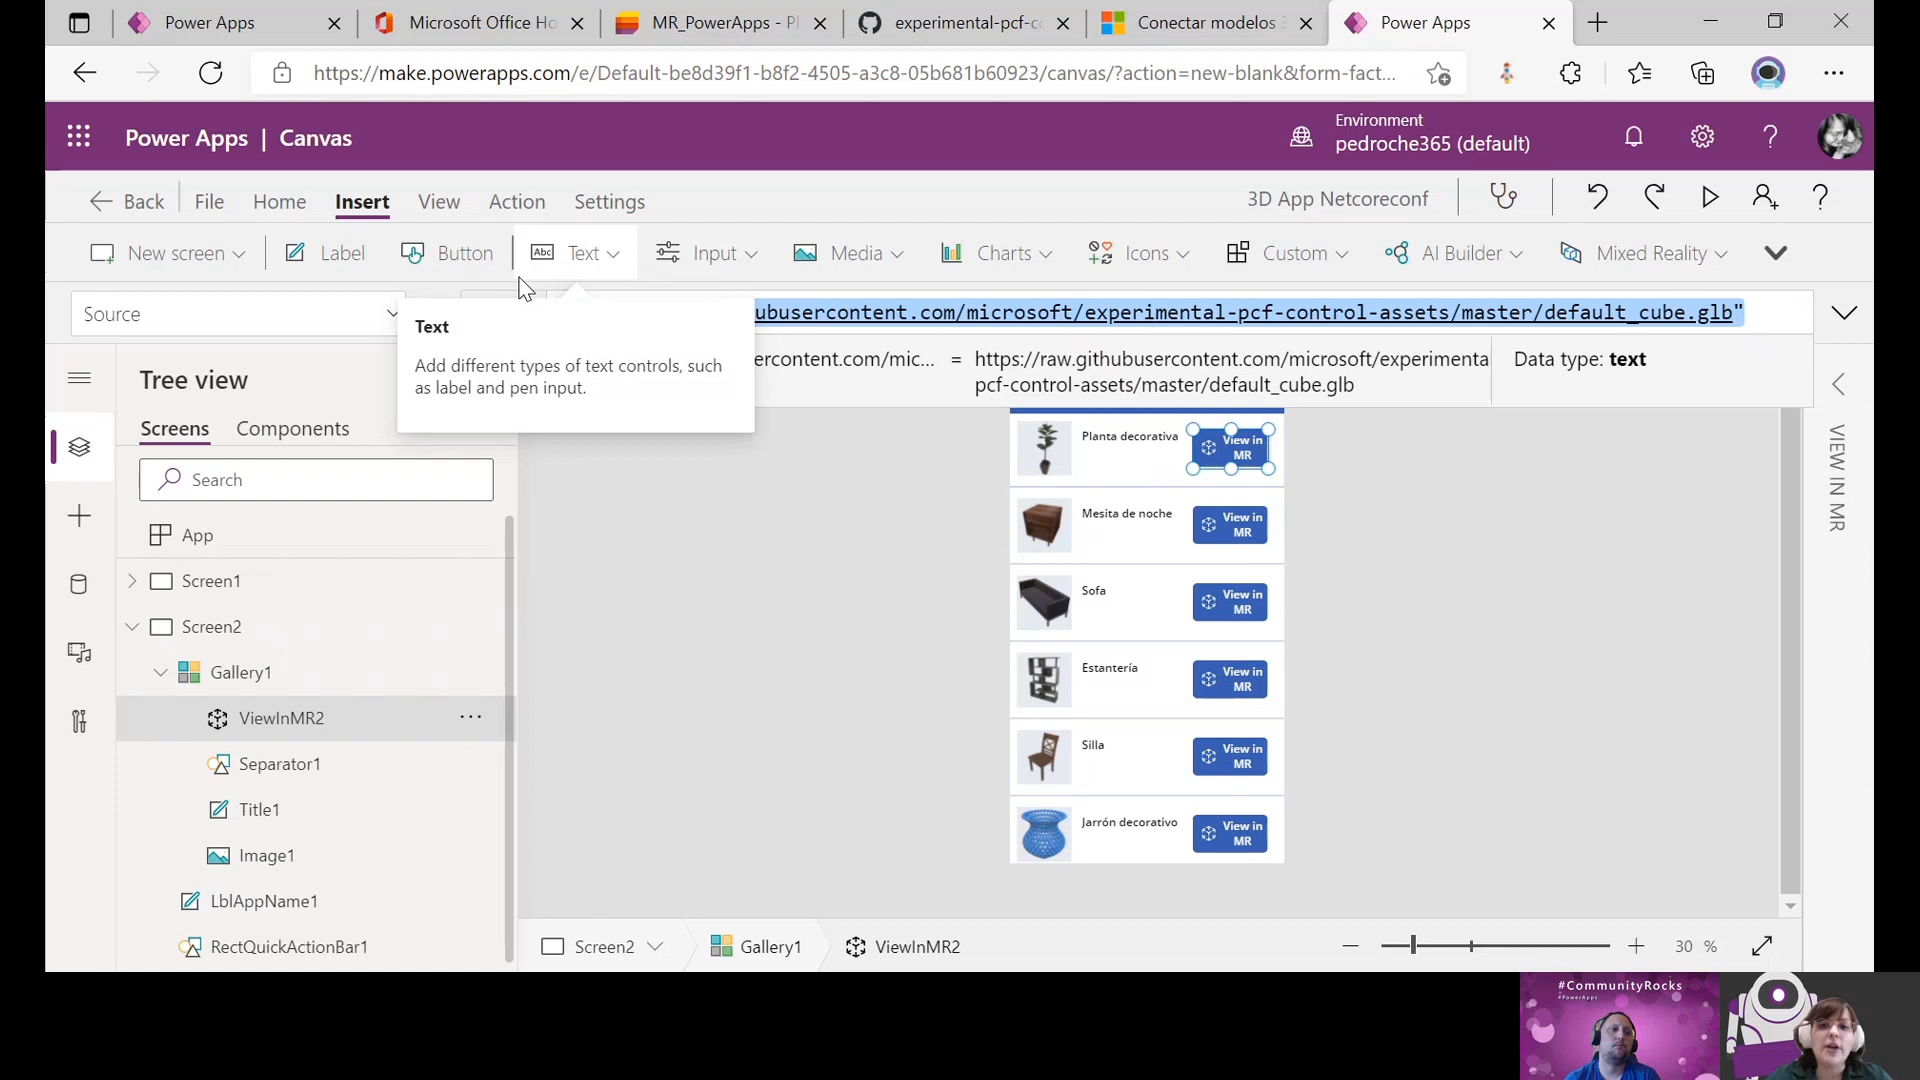 Power Apps
Microsoft Office Ho
MR_PowerApps - Pl
experimental-pcf-co
Conectar modelos 3
Power Apps
https://make.powerapps.com/e/Default-be8d39f1-b8f2-4505-a3c8-05b681b60923/canvas/?action=new-blank&form-fact...
Power Apps | Canvas
Environment
pedroche365 (default)
Back
File
Home
Insert
View
Action
Settings
3D App Netcoreconf
New screen
Label
Button
Abc Text
Input
Media
Charts
Icons
Custom
AI Builder
Mixed Reality
Source
ubusercontent.com/microsoft/experimental-pcf-control-assets/master/default_cube.glb"
Text
Add different types of text controls, such
as label and pen input.
ercontent.com/mic... = https://raw.githubusercontent.com/microsoft/experimenta
pcf-control-assets/master/default_cube.glb
Data type: text
Tree view
Screens
Components
Search
App
Screen1
Screen2
Gallery1
ViewInMR2
Separator1
Title1
Image1
LblAppName1
RectQuickActionBar1
Planta decorativa
View in
MR
Mesita de noche
View in
MR
Sofa
View in
MR
Estantería
View in
MR
Silla
View in
MR
Jarrón decorativo
View in
MR
VIEW IN MR
Screen2
Gallery1
ViewInMR2
30 %
#CommunityRocks
#PowerApps